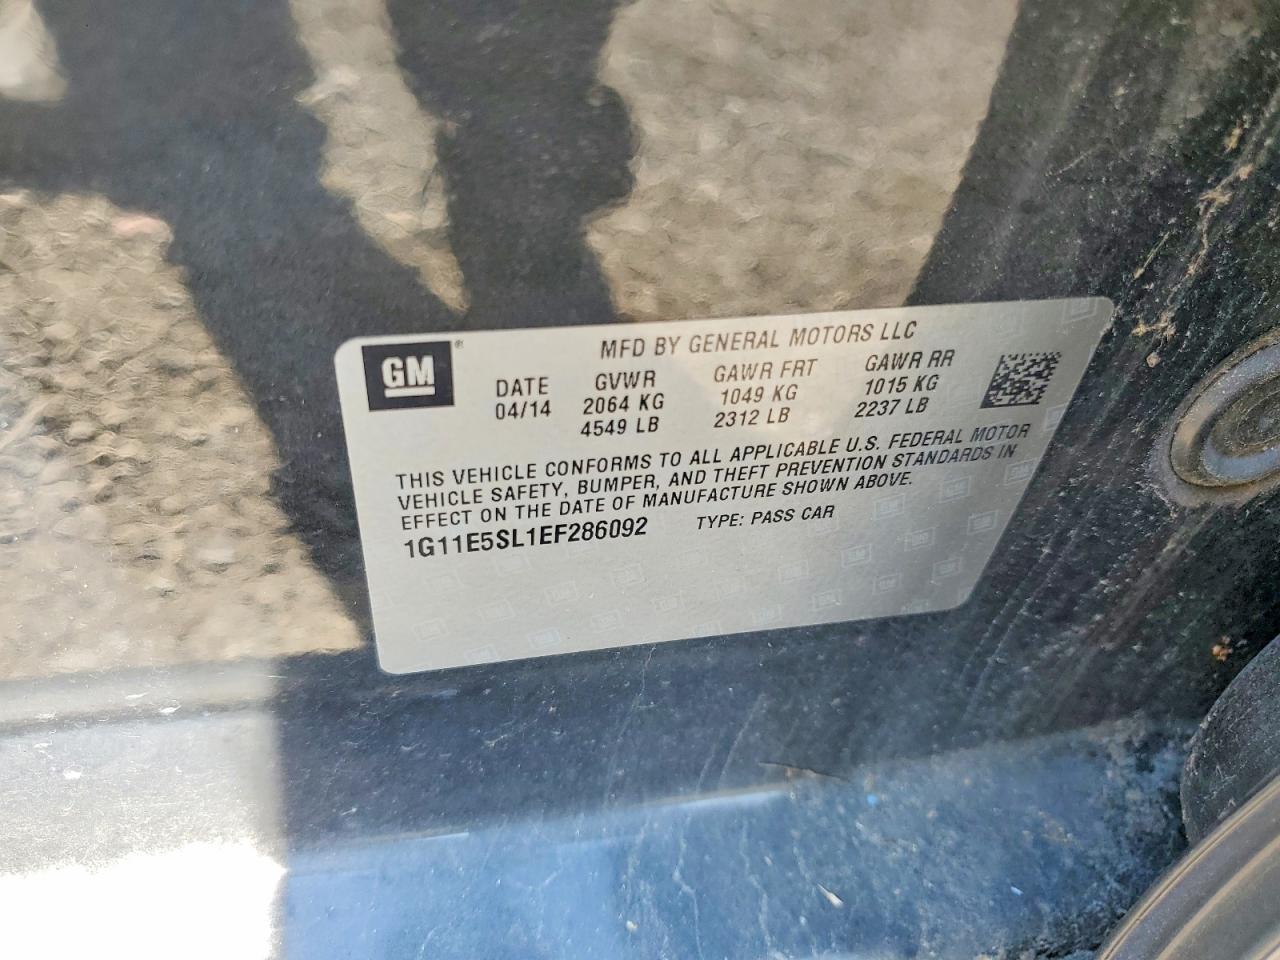 GM
MFD BY GENERAL MOTORS LLC
DATE GVWR GAWR FRT GAWR RR
04/14 2064 KG 1049 KG 1015 KG
4549 LB 2312 LB 2237 LB
THIS VEHICLE CONFORMS TO ALL APPLICABLE U.S. FEDERAL MOTOR
VEHICLE SAFETY, BUMPER, AND THEFT PREVENTION STANDARDS IN
EFFECT ON THE DATE OF MANUFACTURE SHOWN ABOVE.
1G11E5SL1EF286092 TYPE: PASS CAR